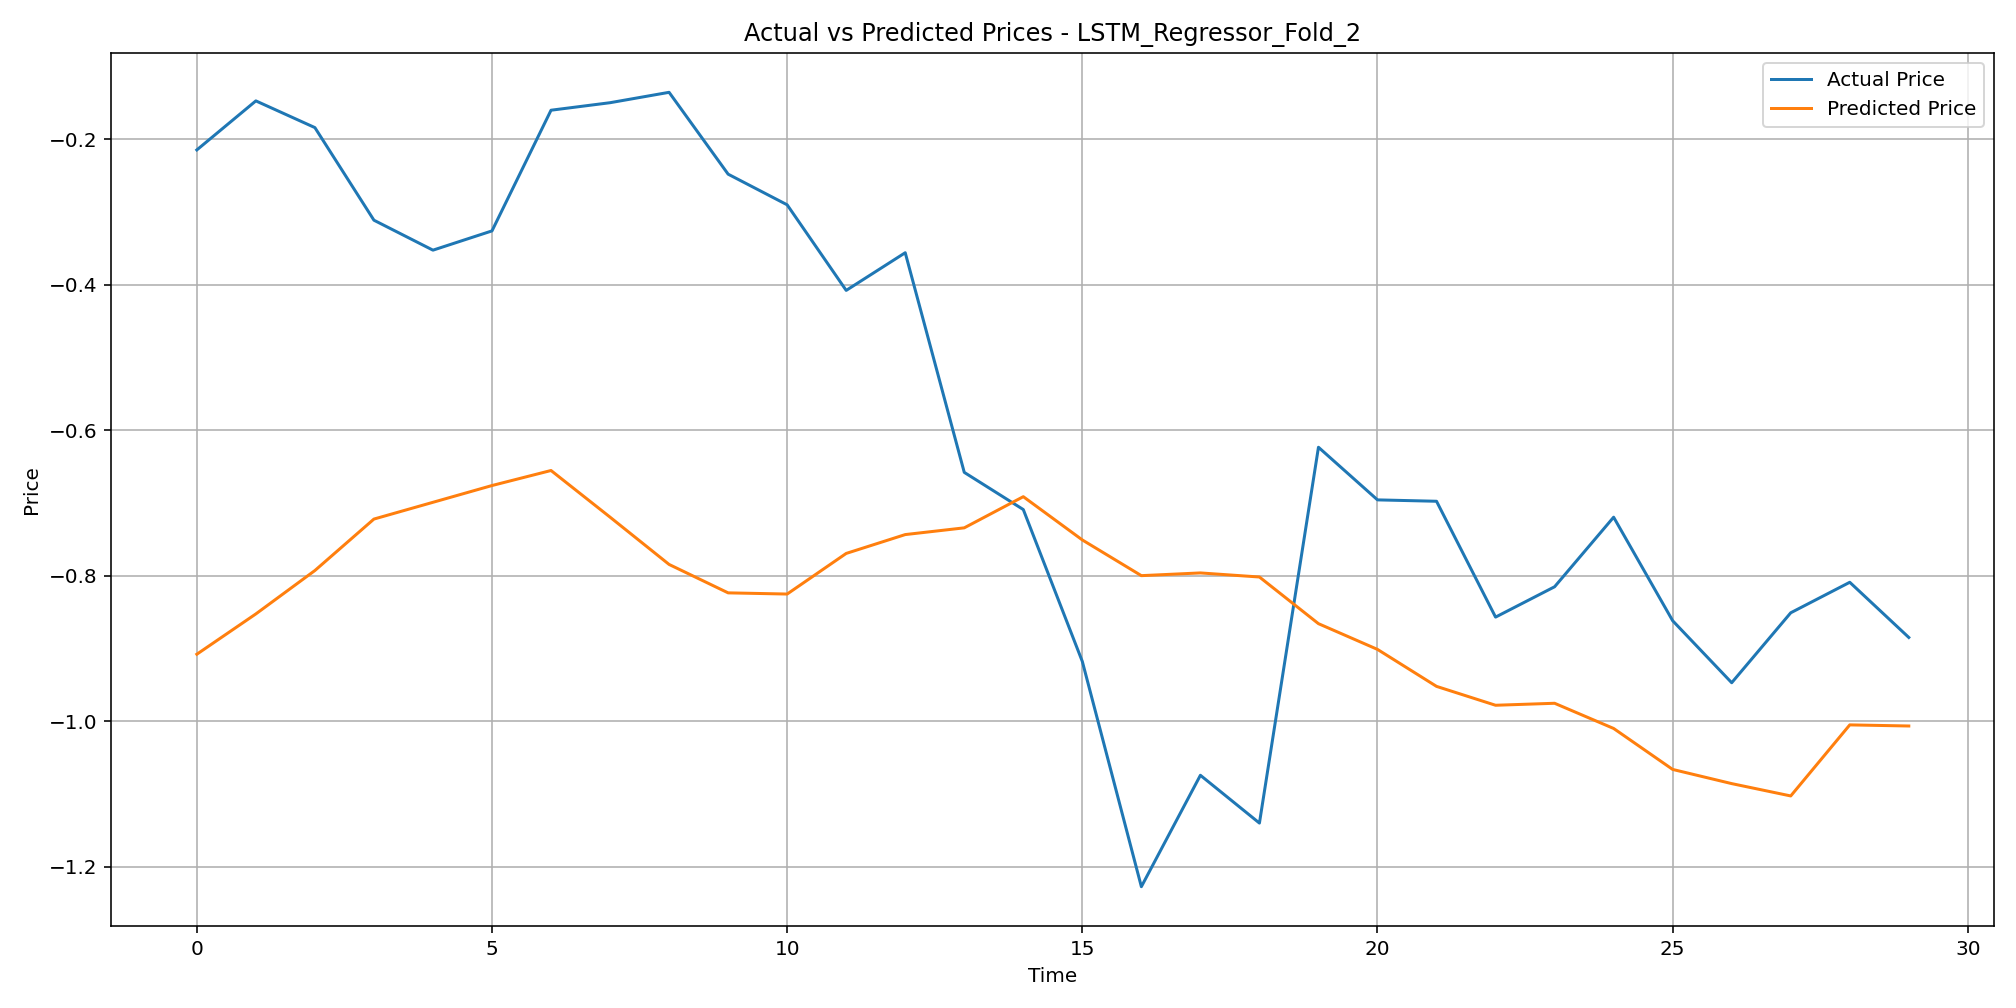 Actual vs Predicted Prices - LSTM_Regressor_Fold_2
Actual Price
Predicted Price
−0.2
−0.4
−0.6
−0.8
−1.0
−1.2
Price
0 5 10 15 20 25 30
Time